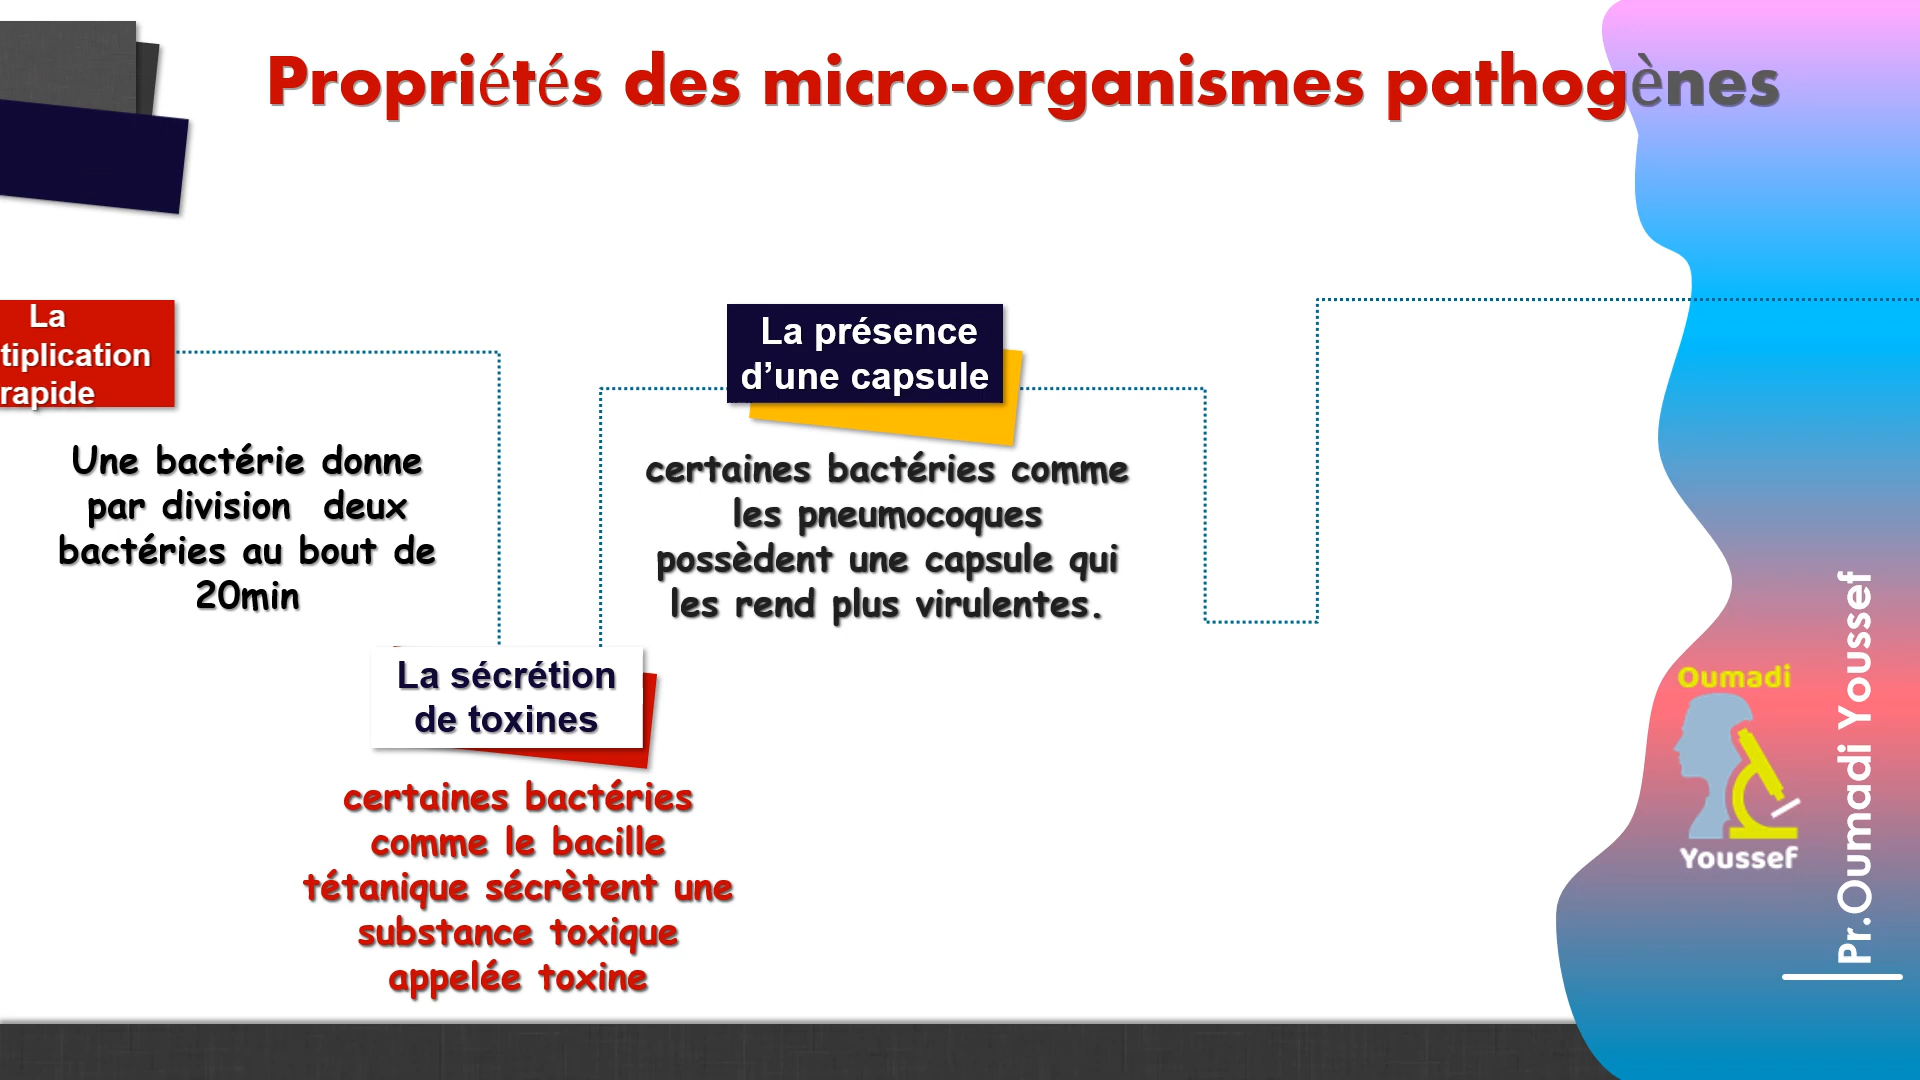 Propriétés des micro-organismes pathogènes
La
tiplication
rapide
Une bactérie donne
par division deux
bactéries au bout de
20min
La sécrétion
de toxines
certaines bactéries
comme le bacille
tétanique sécrètent une
substance toxique
appelée toxine
La présence
d’une capsule
certaines bactéries comme
les pneumocoques
possèdent une capsule qui
les rend plus virulentes.
Oumadi
Youssef
Pr.Oumadi Youssef